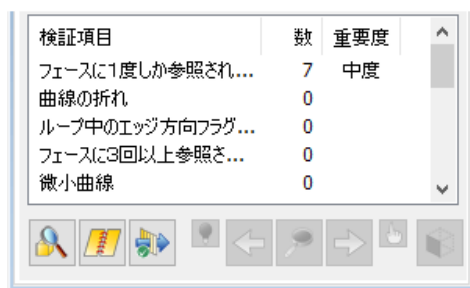 検証項目 数 重要度
フェースに1度しか参照され... 7 中度
曲線の折れ 0
ループ中のエッジ方向フラグ... 0
フェースに3回以上参照さ... 0
微小曲線 0